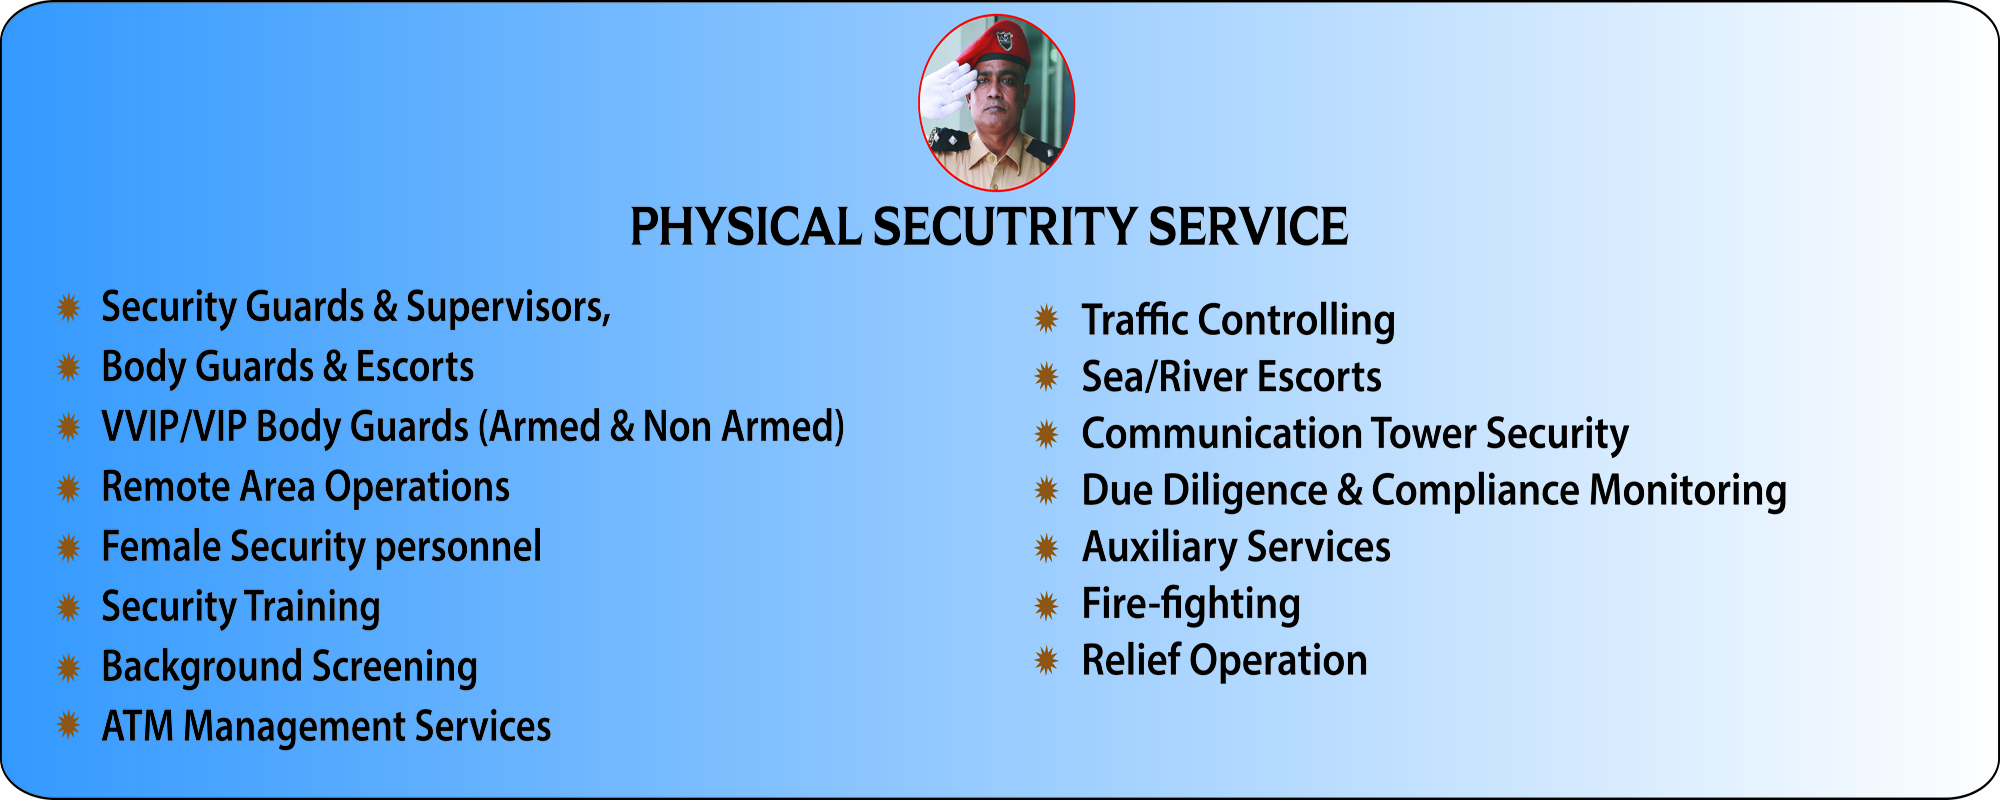 PHYSICAL SECUTRITY SERVICE
Security Guards & Supervisors,
Body Guards & Escorts
VVIP/VIP Body Guards (Armed & Non Armed)
Remote Area Operations
Female Security personnel
Security Training
Background Screening
ATM Management Services
Traffic Controlling
Sea/River Escorts
Communication Tower Security
Due Diligence & Compliance Monitoring
Auxiliary Services
Fire-fighting
Relief Operation